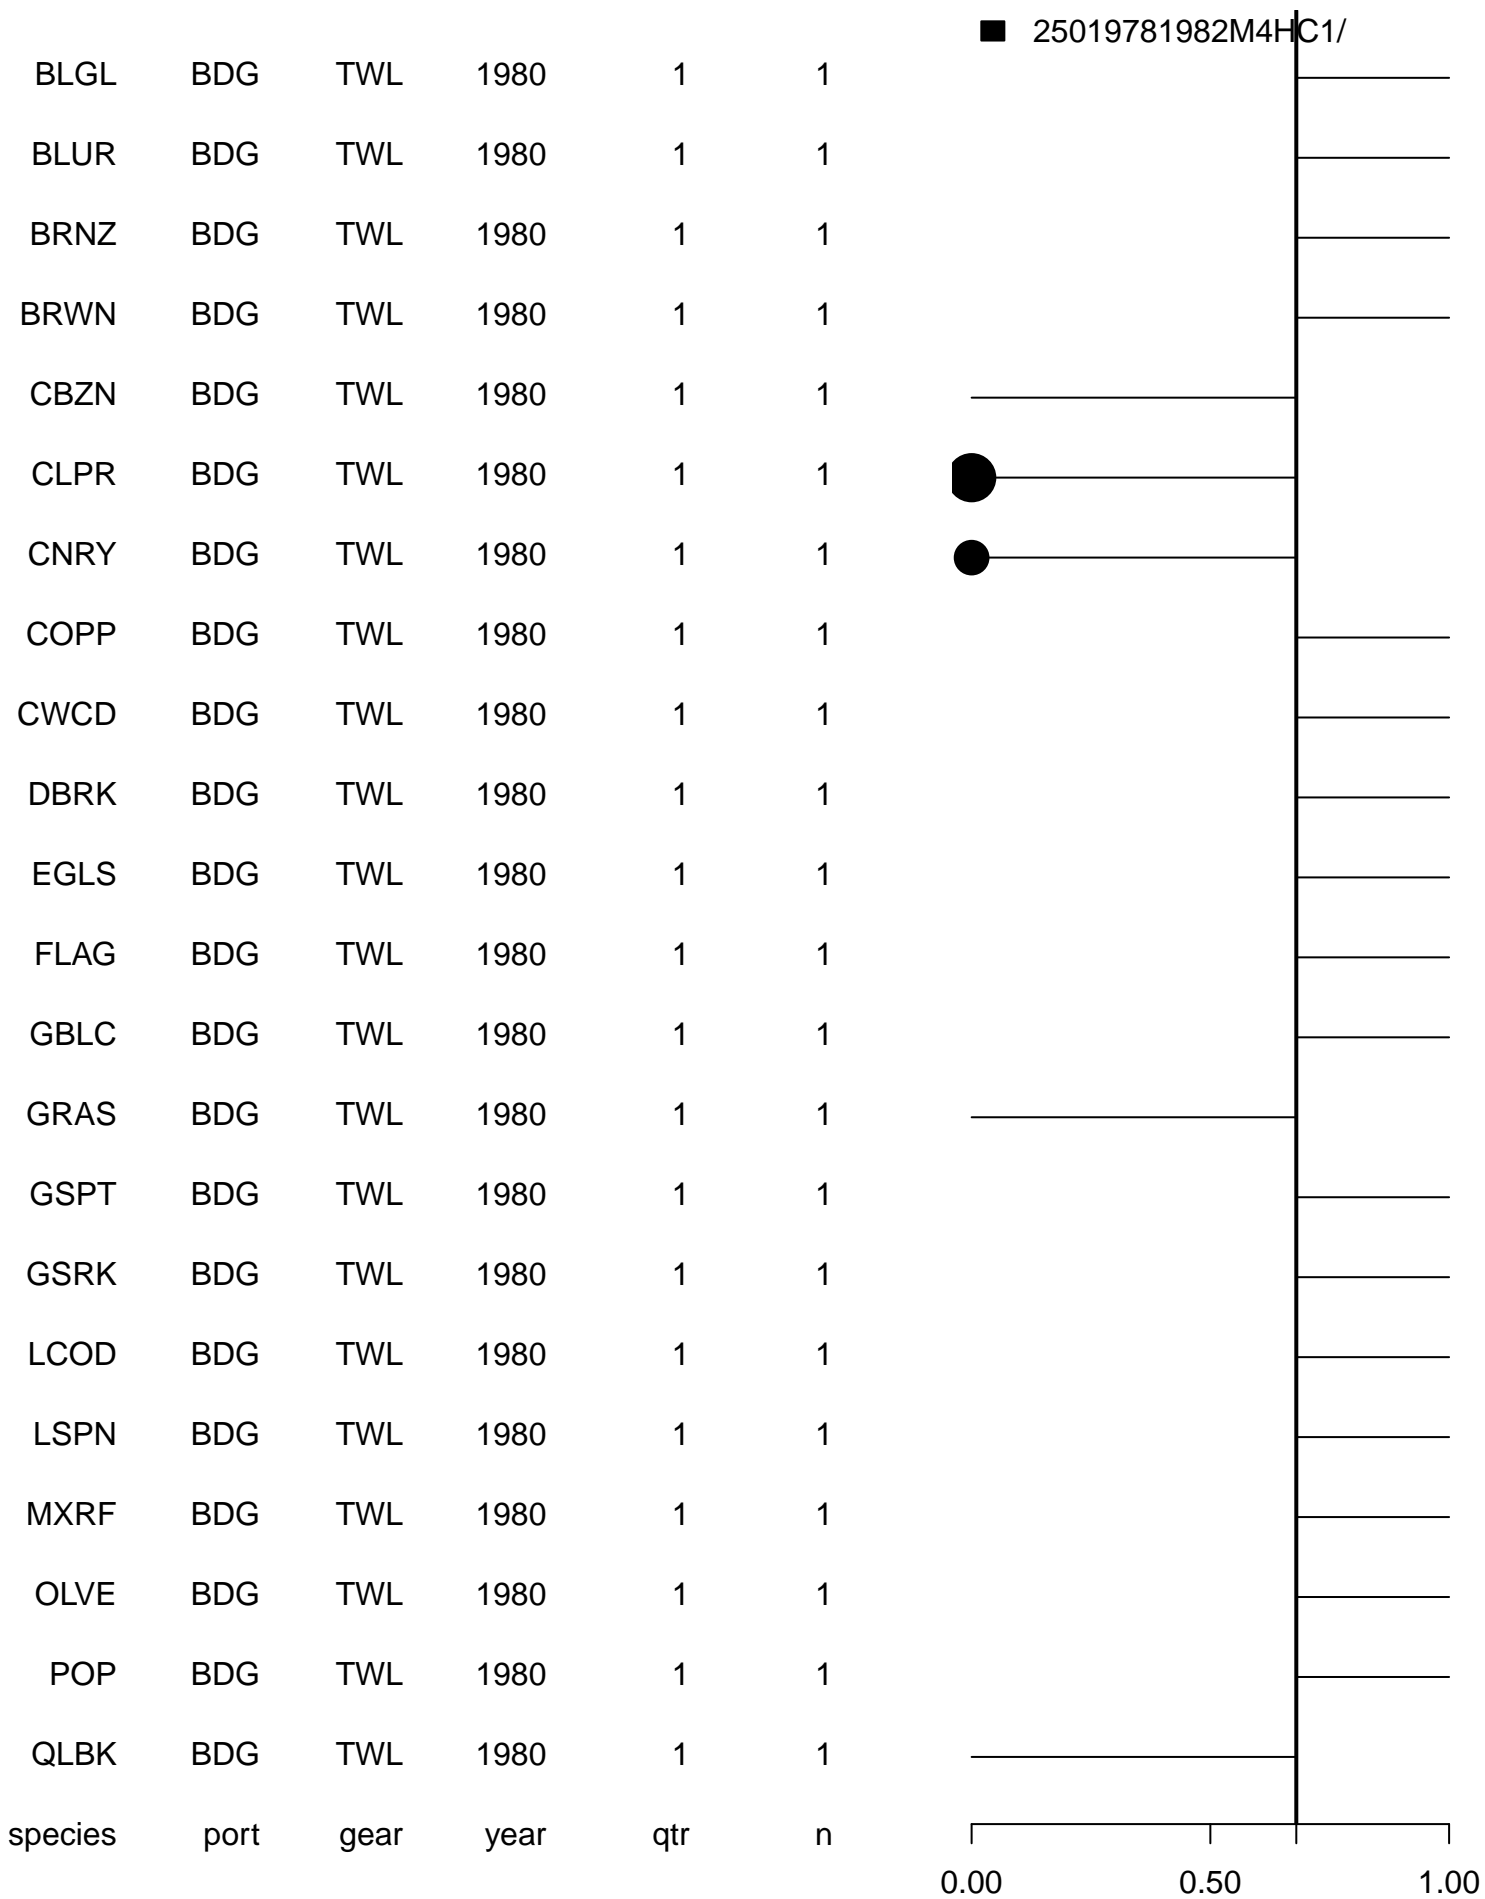 25019781982M4HC1/
BLGL BDG TWL 1980 1 1
BLUR BDG TWL 1980 1 1
BRNZ BDG TWL 1980 1 1
BRWN BDG TWL 1980 1 1
CBZN BDG TWL 1980 1 1
CLPR BDG TWL 1980 1 1
CNRY BDG TWL 1980 1 1
COPP BDG TWL 1980 1 1
CWCD BDG TWL 1980 1 1
DBRK BDG TWL 1980 1 1
EGLS BDG TWL 1980 1 1
FLAG BDG TWL 1980 1 1
GBLC BDG TWL 1980 1 1
GRAS BDG TWL 1980 1 1
GSPT BDG TWL 1980 1 1
GSRK BDG TWL 1980 1 1
LCOD BDG TWL 1980 1 1
LSPN BDG TWL 1980 1 1
MXRF BDG TWL 1980 1 1
OLVE BDG TWL 1980 1 1
POP BDG TWL 1980 1 1
QLBK BDG TWL 1980 1 1
species port gear year qtr n
0.00 0.50 1.00